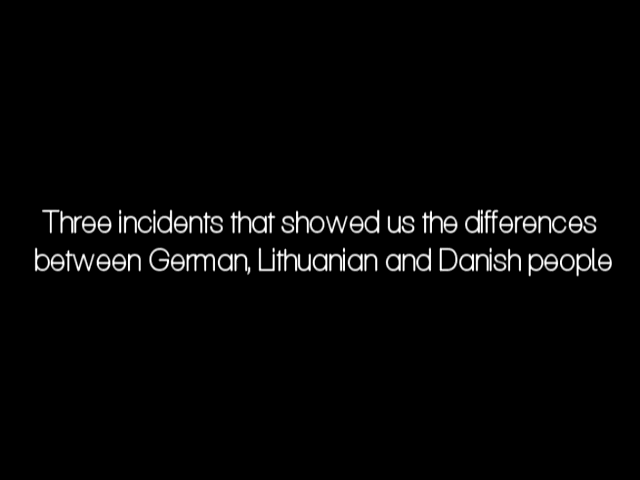 Three incidents that showed us the differences
between German, Lithuanian and Danish people